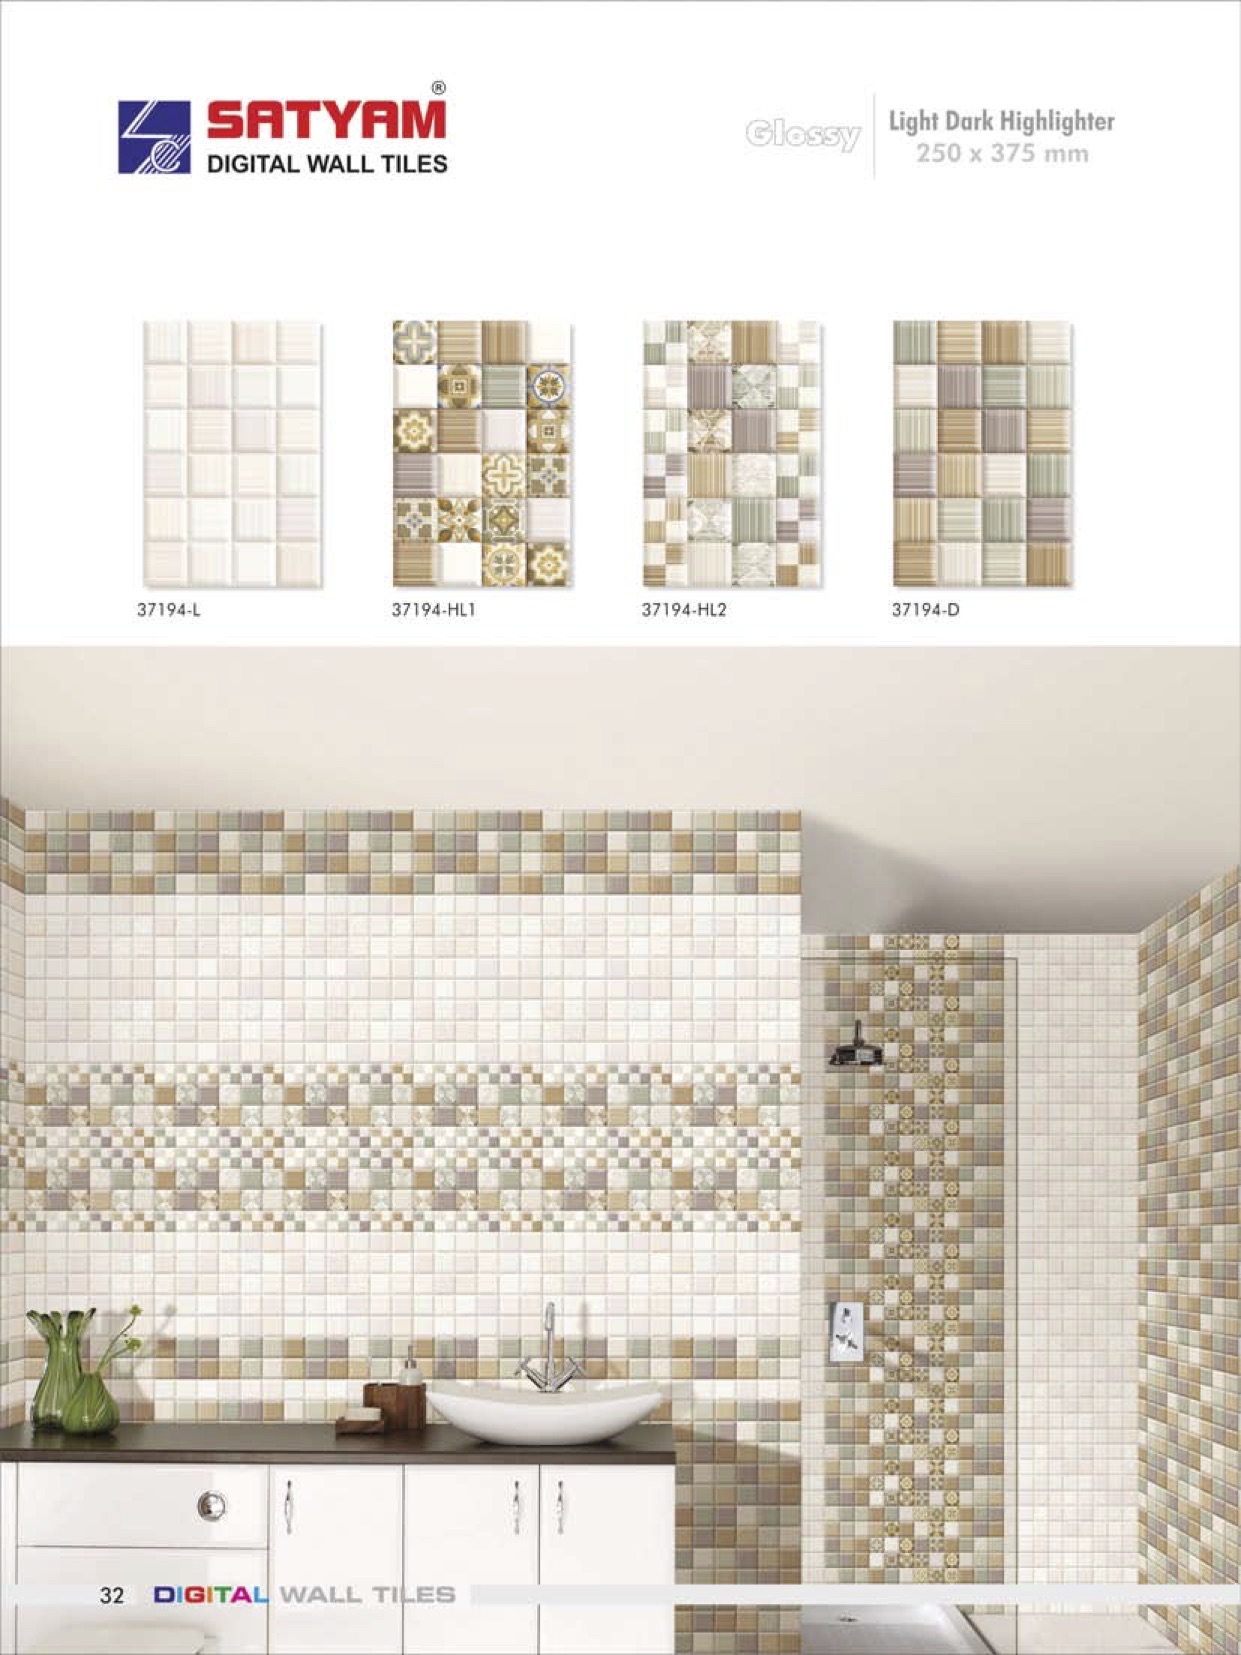 ®
SATYAM
DIGITAL WALL TILES
Glossy
Light Dark Highlighter
250 x 375 mm
37194-L
37194-HL1
37194-HL2
37194-D
32 DIGITAL WALL TILES